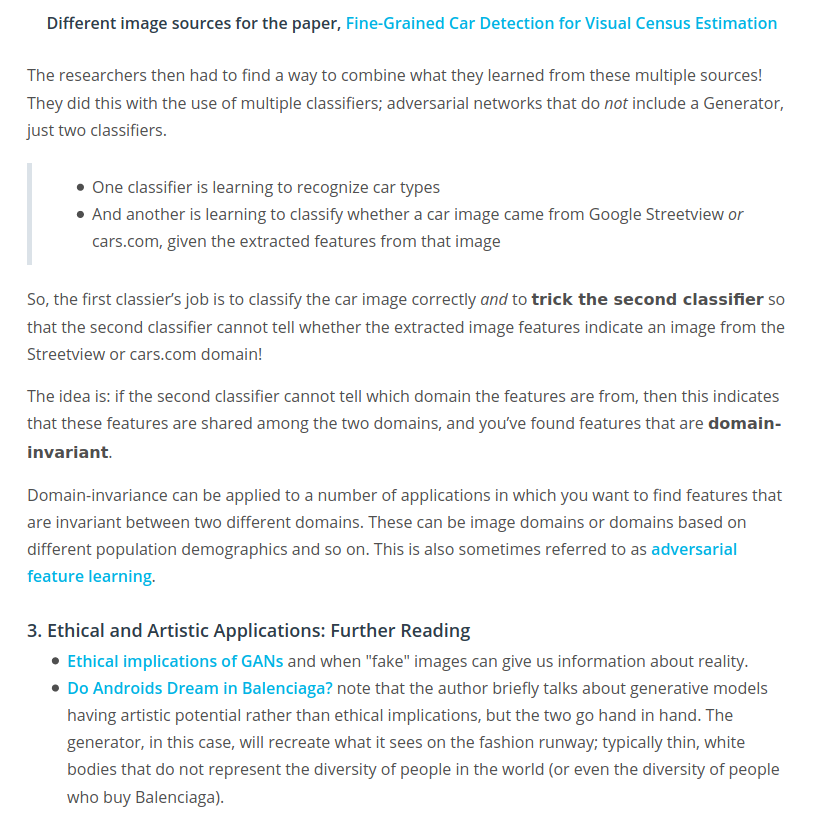 Different image sources for the paper, Fine-Grained Car Detection for Visual Census Estimation
The researchers then had to find a way to combine what they learned from these multiple sources!
They did this with the use of multiple classifiers; adversarial networks that do not include a Generator,
just two classifiers.
• One classifier is learning to recognize car types
• And another is learning to classify whether a car image came from Google Streetview or
cars.com, given the extracted features from that image
So, the first classier's job is to classify the car image correctly and to trick the second classifier so
that the second classifier cannot tell whether the extracted image features indicate an image from the
Streetview or cars.com domain!
The idea is: if the second classifier cannot tell which domain the features are from, then this indicates
that these features are shared among the two domains, and you've found features that are domain-
invariant.
Domain-invariance can be applied to a number of applications in which you want to find features that
are invariant between two different domains. These can be image domains or domains based on
different population demographics and so on. This is also sometimes referred to as adversarial
feature learning.
3. Ethical and Artistic Applications: Further Reading
• Ethical implications of GANs and when "fake" images can give us information about reality.
• Do Androids Dream in Balenciaga? note that the author briefly talks about generative models
having artistic potential rather than ethical implications, but the two go hand in hand. The
generator, in this case, will recreate what it sees on the fashion runway; typically thin, white
bodies that do not represent the diversity of people in the world (or even the diversity of people
who buy Balenciaga).